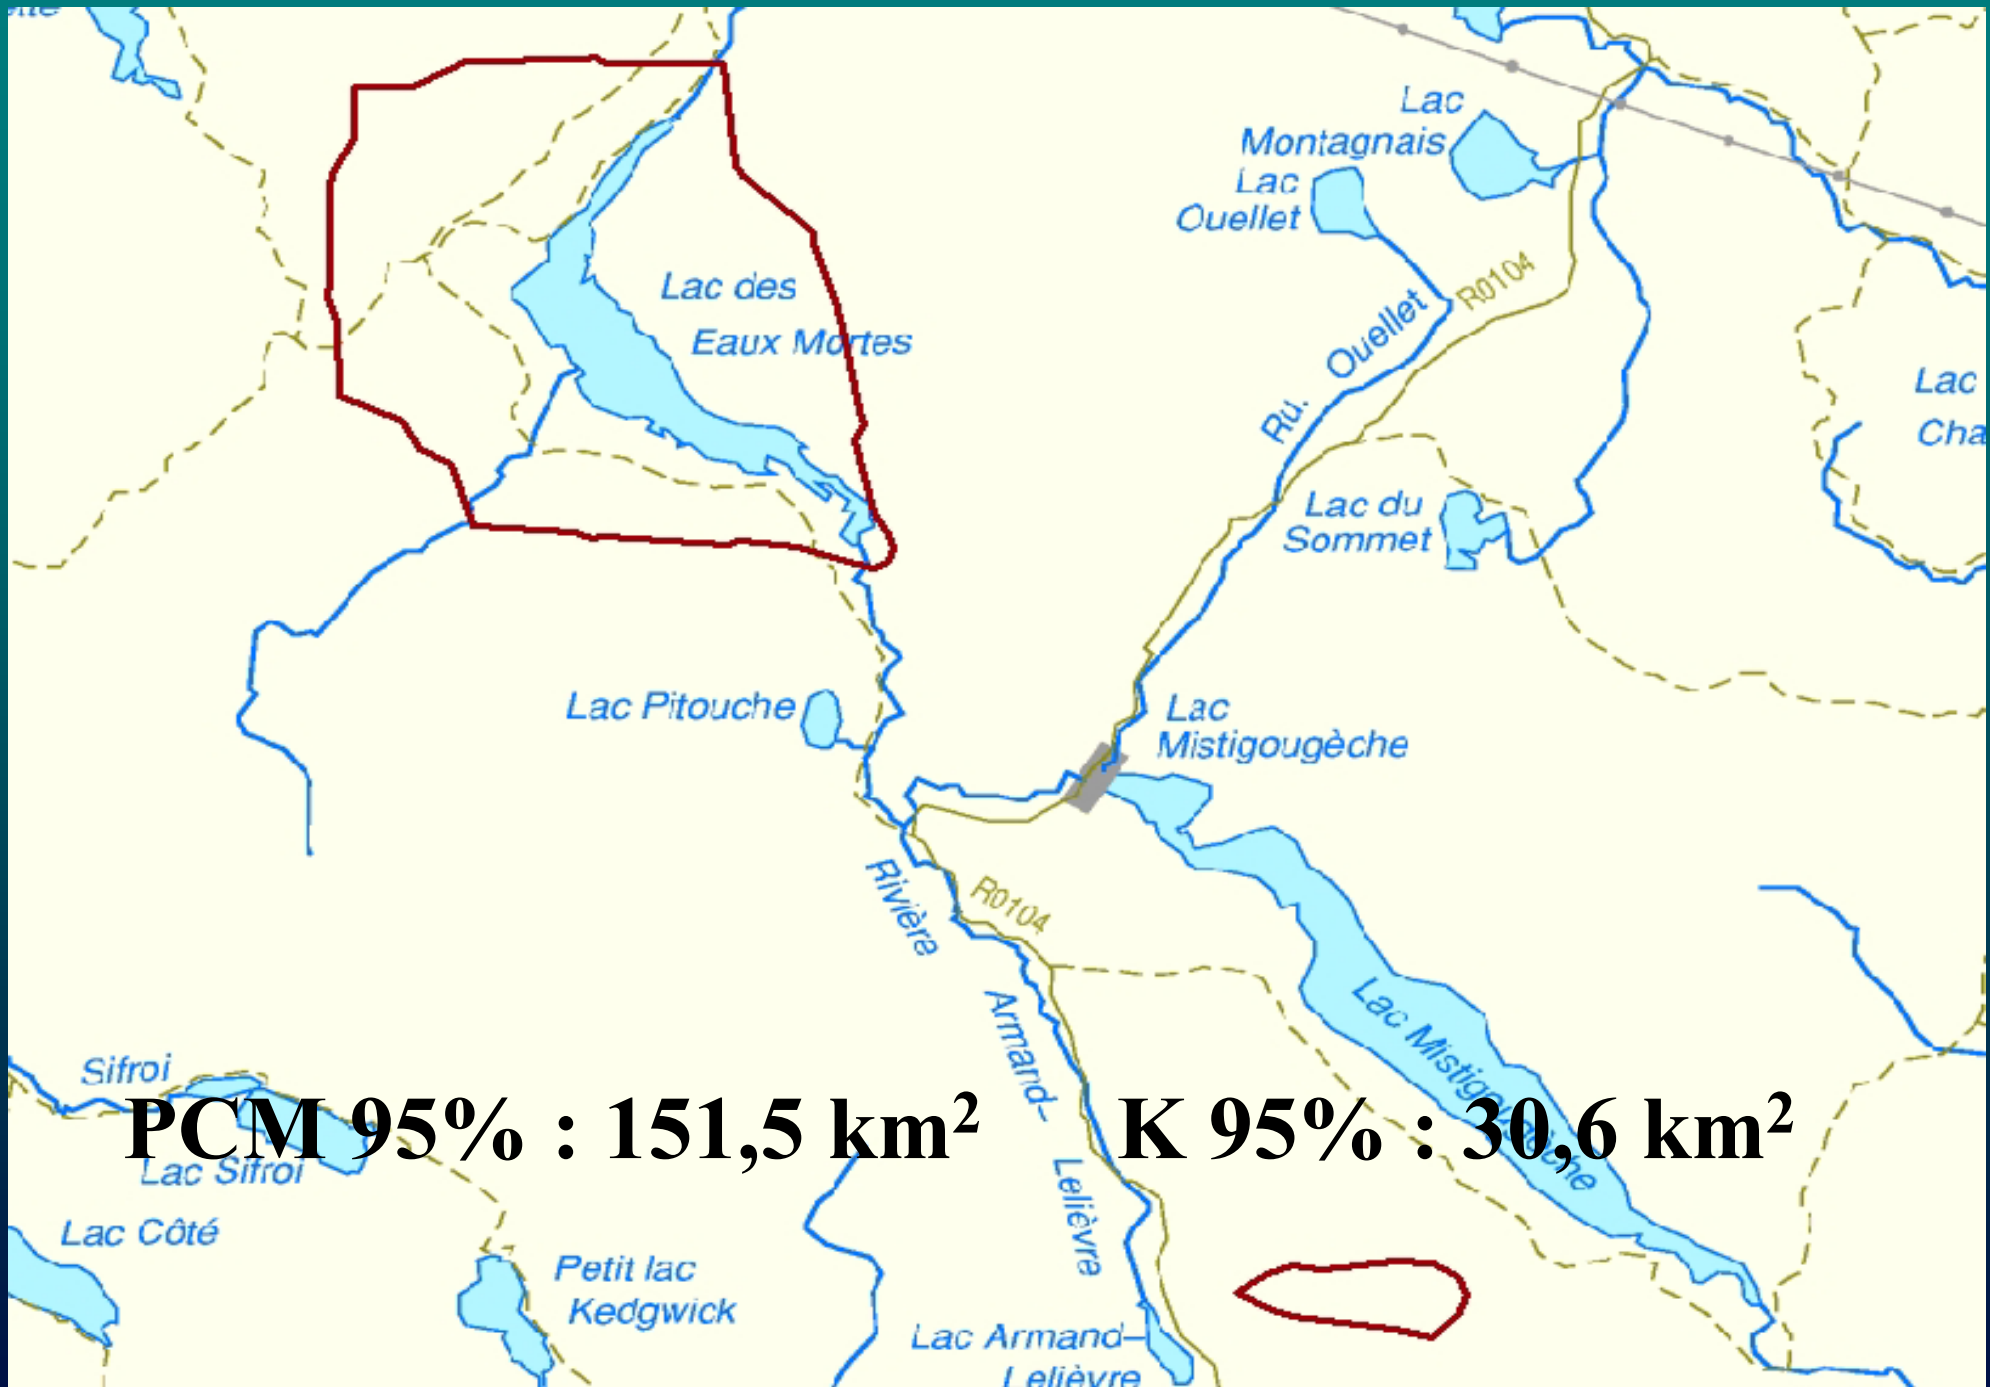 Lac
Montagnais
Lac
Ouellet
R0104
Lac des
Eaux Mortes
Ru. Ouellet
Lac
Cha
Lac du
Sommet
Lac Pitouche
Lac
Mistigougèche
Rivière
R0104
Armand-
Lelièvre
Lac Mistigougèche
Sifroi
PCM 95% : 151,5 km²
K 95% : 30,6 km²
Lac Sifroi
Lac Côté
Petit lac
Kedgwick
Lac Armand-
Lelièvre